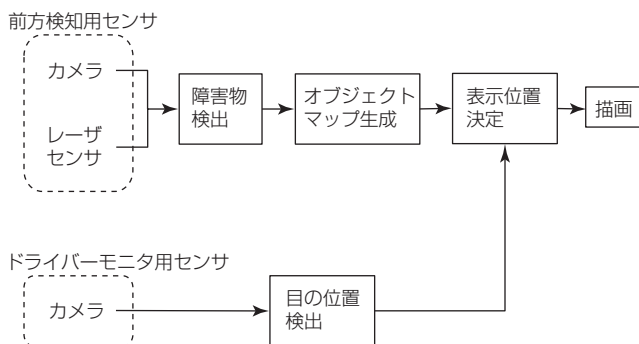 前方検知用センサ
カメラ
レーザ
センサ
障害物
検出
オブジェクト
マップ生成
表示位置
決定
描画
ドライバーモニタ用センサ
カメラ
目の位置
検出